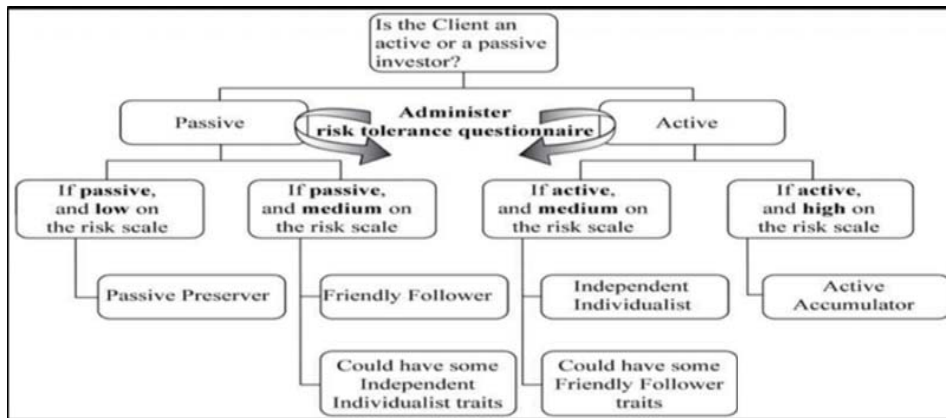 Is the Client an
active or a passive
investor?
Administer
risk tolerance questionnaire
Passive
Active
If passive,
and low on
the risk scale
If passive,
and medium on
the risk scale
If active,
and medium on
the risk scale
If active,
and high on
the risk scale
Passive Preserver
Friendly Follower
Independent
Individualist
Active
Accumulator
Could have some
Independent
Individualist traits
Could have some
Friendly Follower
traits